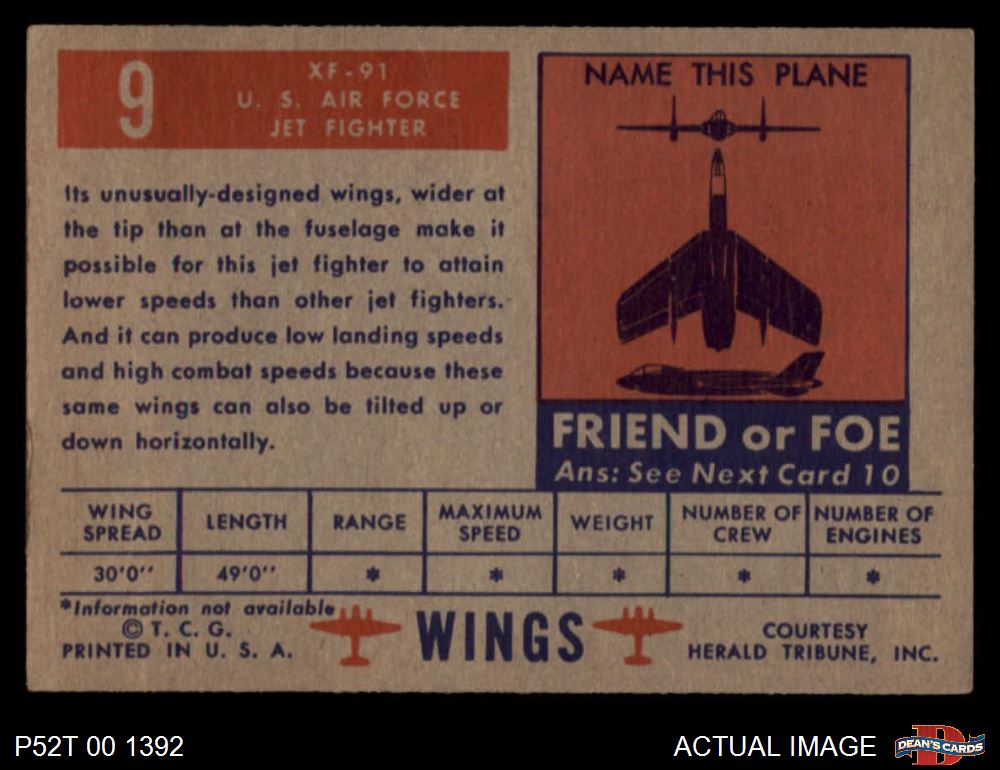 9
XF-91
U. S. AIR FORCE
JET FIGHTER
Its unusually-designed wings, wider at
the tip than at the fuselage make it
possible for this jet fighter to attain
lower speeds than other jet fighters.
And it can produce low landing speeds
and high combat speeds because these
same wings can also be tilted up or
down horizontally.
NAME THIS PLANE
FRIEND or FOE
Ans: See Next Card 10
WING SPREAD LENGTH RANGE MAXIMUM SPEED WEIGHT NUMBER OF CREW NUMBER OF ENGINES
30'0'' 49'0'' * * * * *
*Information not available
© T. C. G.
PRINTED IN U. S. A.
WINGS
COURTESY
HERALD TRIBUNE, INC.
P52T 00 1392
ACTUAL IMAGE
D
DEAN'S CARDS